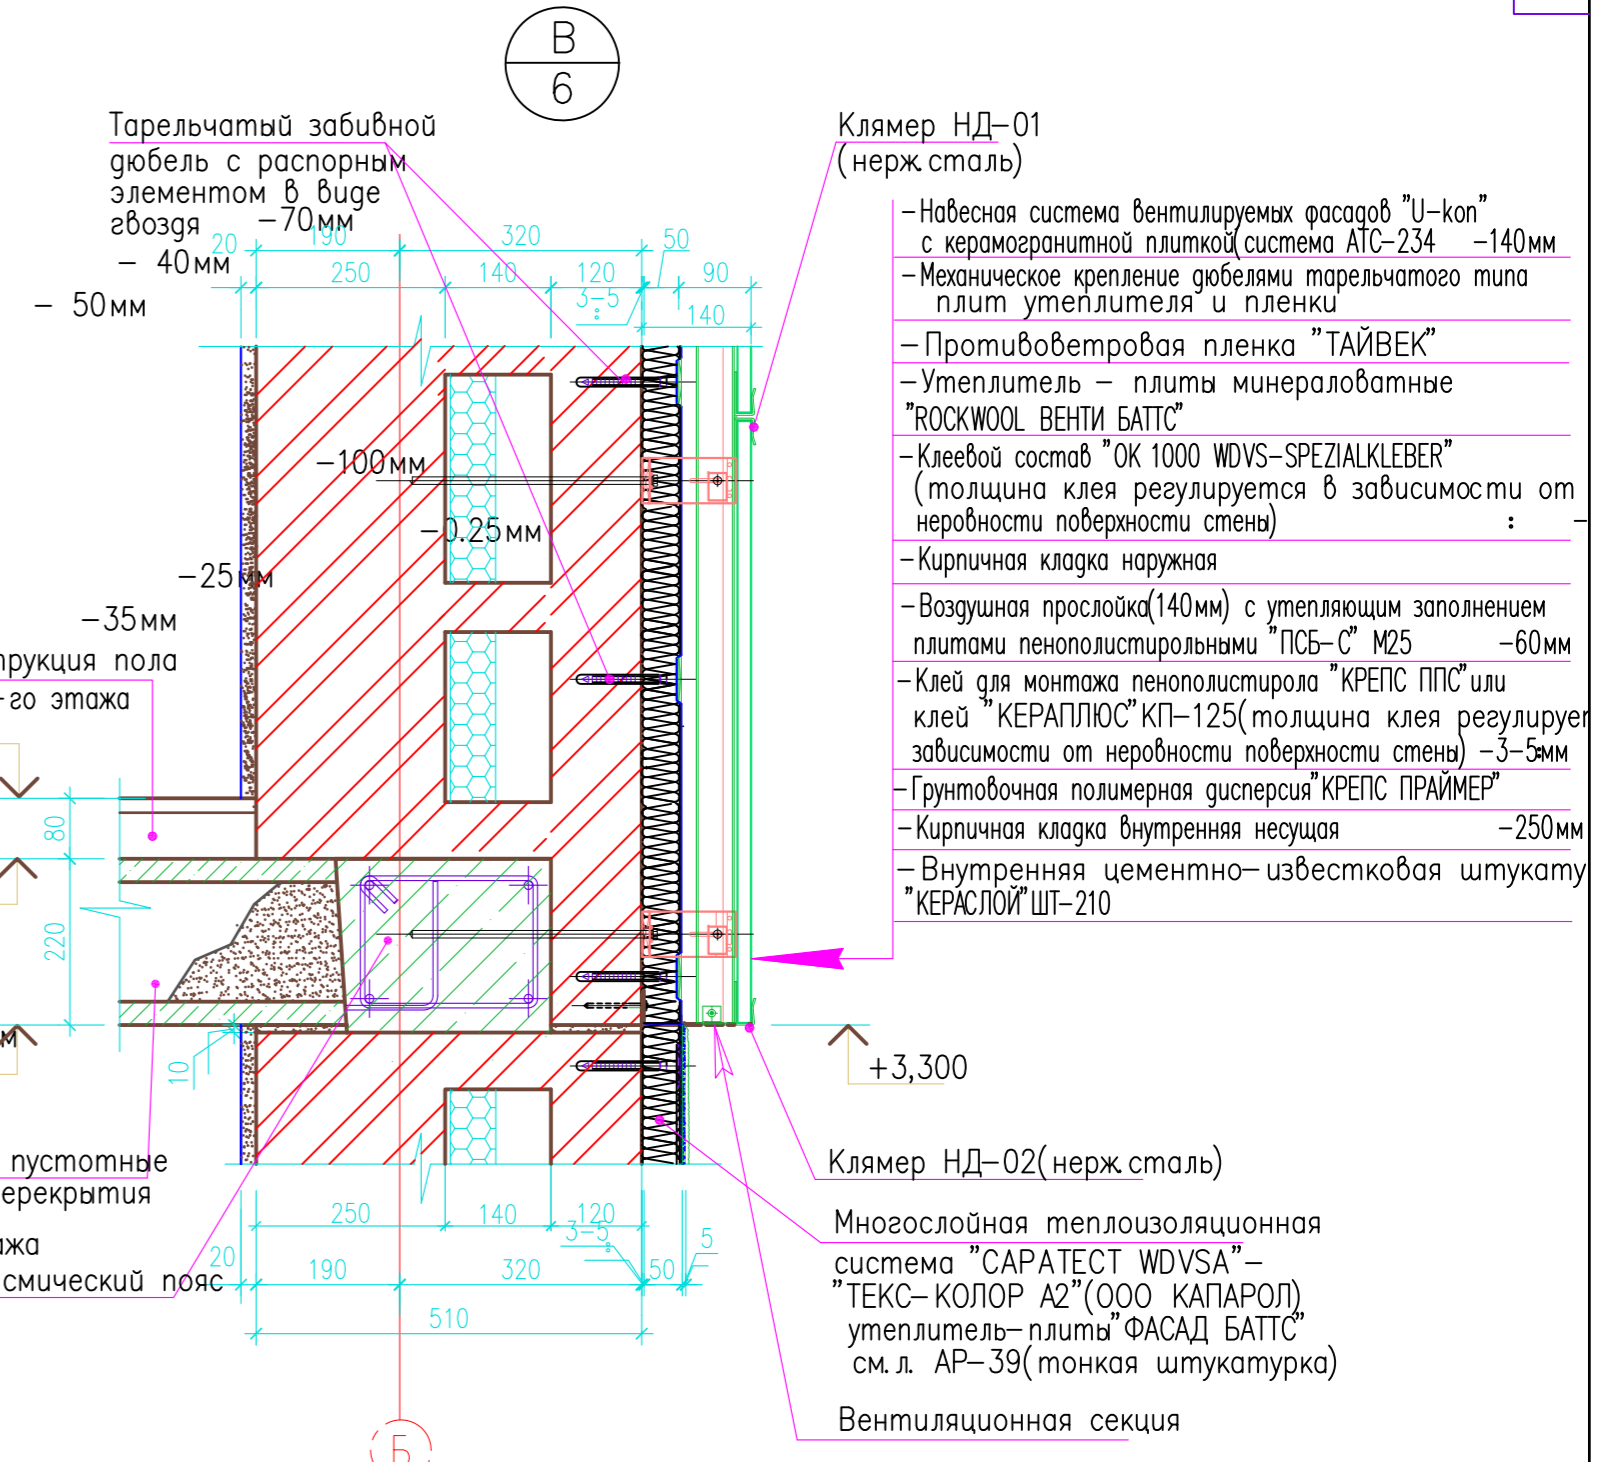 В
6
Тарельчатый забивной
дюбель с распорным
элементом в виде
гвоздя
-70мм
- 40мм
- 50мм
20
190
320
50
250
140
120
90
3-5
140
-100мм
-0.25мм
-25мм
-35мм
трукция пола
-го этажа
80
220
10
м
пустотные
ерекрытия
ажа
смический пояс
250
140
120
3-5
5
20
190
320
50
510
Б
Клямер НД-01
(нерж.сталь)
-Навесная система вентилируемых фасадов "U-kon"
с керамогранитной плиткой(система АТС-234 -140мм
-Механическое крепление дюбелями тарельчатого типа
плит утеплителя и пленки
-Противоветровая пленка "ТАЙВЕК"
-Утеплитель - плиты минераловатные
"ROCKWOOL ВЕНТИ БАТТС"
-Клеевой состав "ОК 1000 WDVS-SPEZIALKLEBER"
(толщина клея регулируется в зависимости от
неровности поверхности стены) : -
-Кирпичная кладка наружная
-Воздушная прослойка(140мм) с утепляющим заполнением
плитами пенополистирольными "ПСБ-С" М25 -60мм
-Клей для монтажа пенополистирола "КРЕПС ППС"или
клей "КЕРАПЛЮС"КП-125(толщина клея регулирует
зависимости от неровности поверхности стены) -3-5мм
-Грунтовочная полимерная дисперсия"КРЕПС ПРАЙМЕР"
-Кирпичная кладка внутренняя несущая -250мм
-Внутренняя цементно-известковая штукату
"КЕРАСЛОЙ"ШТ-210
+3,300
Клямер НД-02(нерж.сталь)
Многослойная теплоизоляционная
система "САРАТЕСТ WDVSA"-
"ТЕКС-КОЛОР А2"(ООО КАПАРОЛ)
утеплитель-плиты"ФАСАД БАТТС"
см.л. АР-39(тонкая штукатурка)
Вентиляционная секция